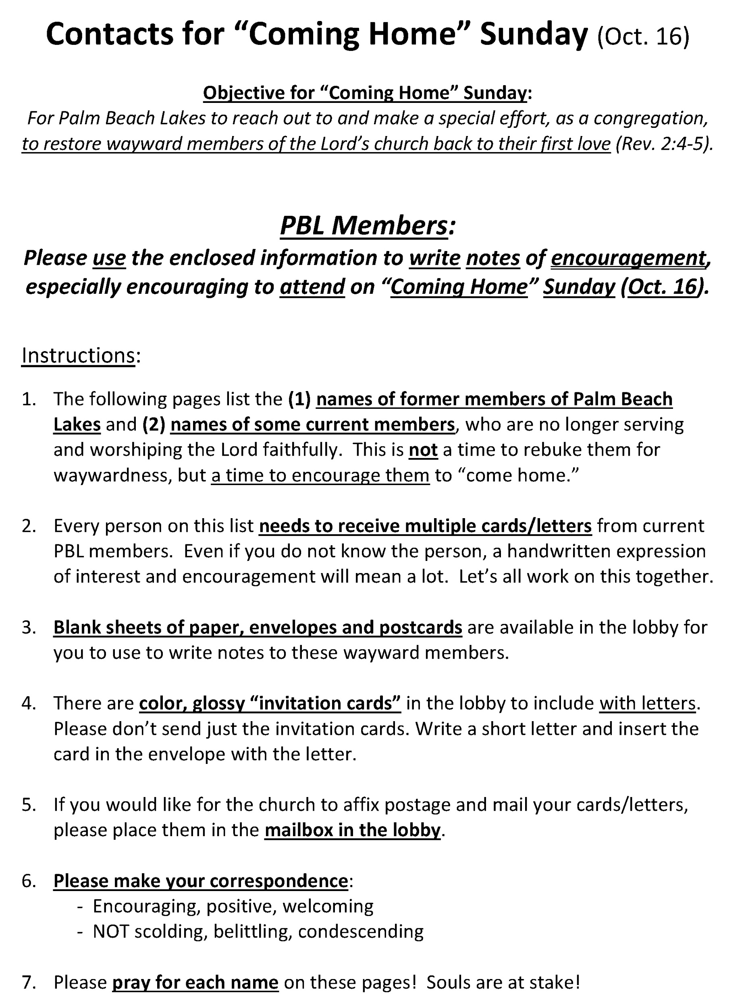 Contacts for “Coming Home” Sunday (Oct. 16)
Objective for “Coming Home” Sunday:
For Palm Beach Lakes to reach out to and make a special effort, as a congregation,
to restore wayward members of the Lord’s church back to their first love (Rev. 2:4-5).
PBL Members:
Please use the enclosed information to write notes of encouragement,
especially encouraging to attend on “Coming Home” Sunday (Oct. 16).
Instructions:
1. The following pages list the (1) names of former members of Palm Beach
Lakes and (2) names of some current members, who are no longer serving
and worshiping the Lord faithfully. This is not a time to rebuke them for
waywardness, but a time to encourage them to “come home.”
2. Every person on this list needs to receive multiple cards/letters from current
PBL members. Even if you do not know the person, a handwritten expression
of interest and encouragement will mean a lot. Let’s all work on this together.
3. Blank sheets of paper, envelopes and postcards are available in the lobby for
you to use to write notes to these wayward members.
4. There are color, glossy “invitation cards” in the lobby to include with letters.
Please don’t send just the invitation cards. Write a short letter and insert the
card in the envelope with the letter.
5. If you would like for the church to affix postage and mail your cards/letters,
please place them in the mailbox in the lobby.
6. Please make your correspondence:
- Encouraging, positive, welcoming
- NOT scolding, belittling, condescending
7. Please pray for each name on these pages! Souls are at stake!